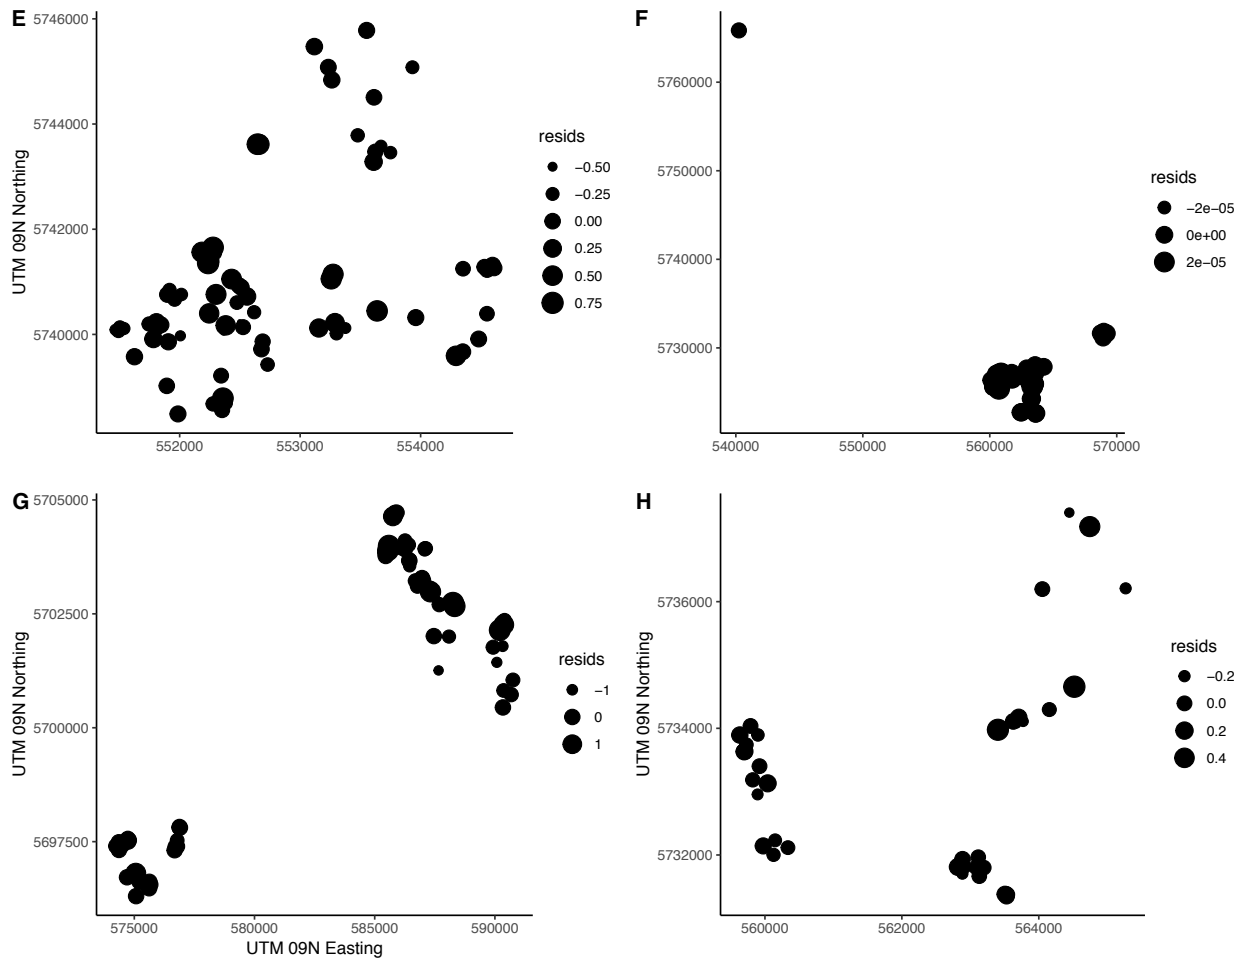 E
5746000
5744000
5742000
5740000
552000 553000 554000
UTM 09N Northing
resids
−0.50
−0.25
0.00
0.25
0.50
0.75
F
5760000
5750000
5740000
5730000
540000 550000 560000 570000
resids
−2e−05
0e+00
2e−05
G
5705000
5702500
5700000
5697500
575000 580000 585000 590000
UTM 09N Northing
UTM 09N Easting
resids
−1
0
1
H
5736000
5734000
5732000
560000 562000 564000
UTM 09N Northing
resids
−0.2
0.0
0.2
0.4